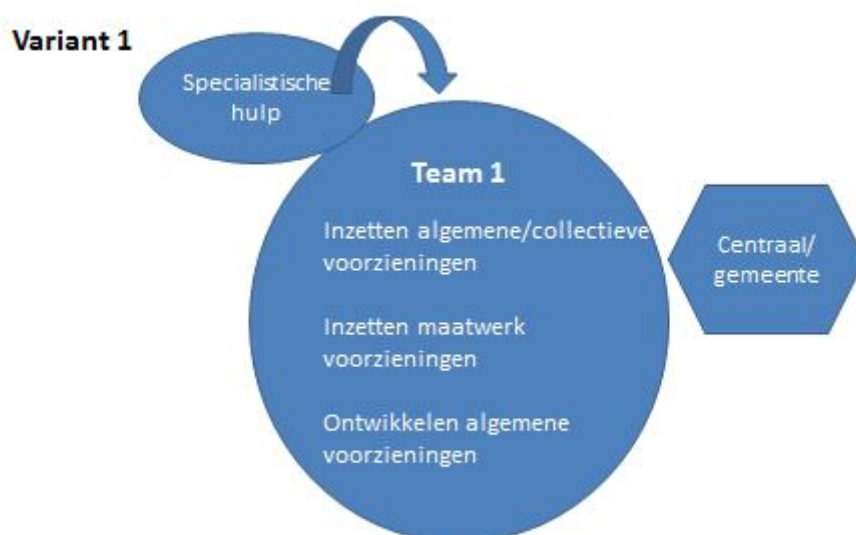 Variant 1
Specialistische
hulp
Team 1
Inzetten algemene/collectieve
voorzieningen
Inzetten maatwerk
voorzieningen
Ontwikkelen algemene
voorzieningen
Centraal/
gemeente